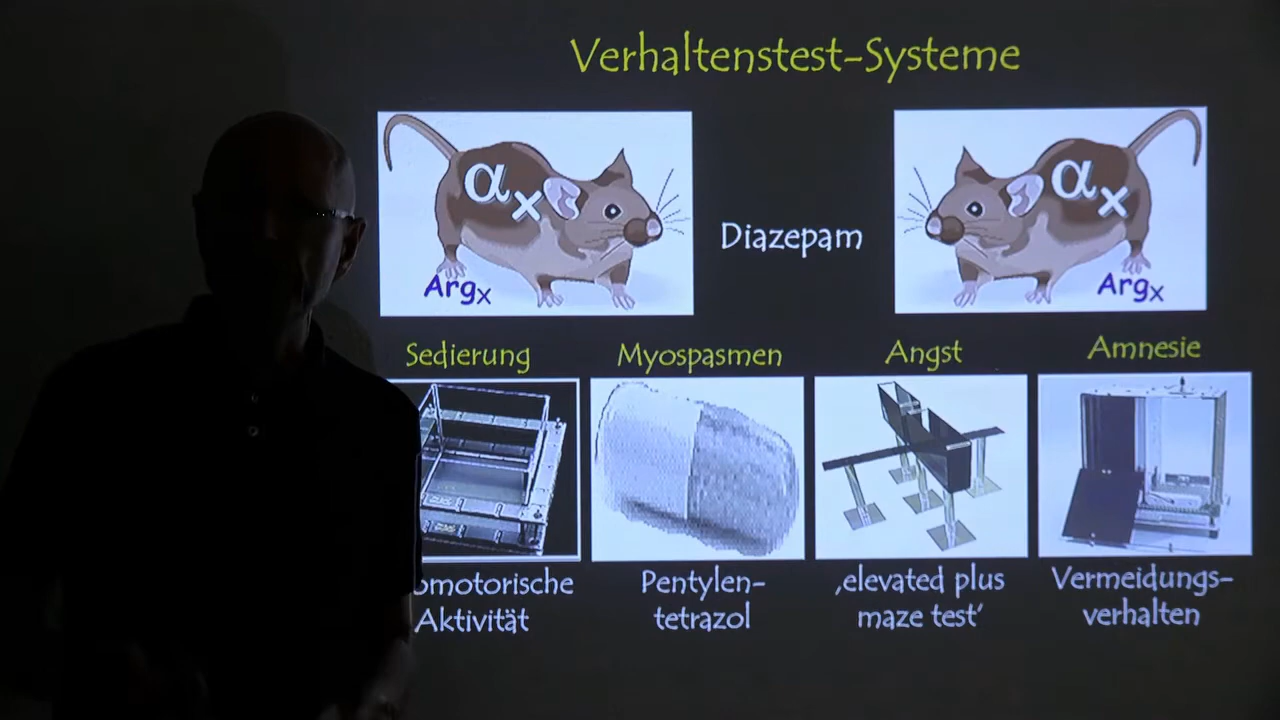 Verhaltenstest-Systeme
αx
αx
Diazepam
Argx
Argx
Sedierung
Myospasmen
Angst
Amnesie
omotorische
Aktivität
Pentylen-
tetrazol
‚elevated plus
maze test‘
Vermeidungs-
verhalten